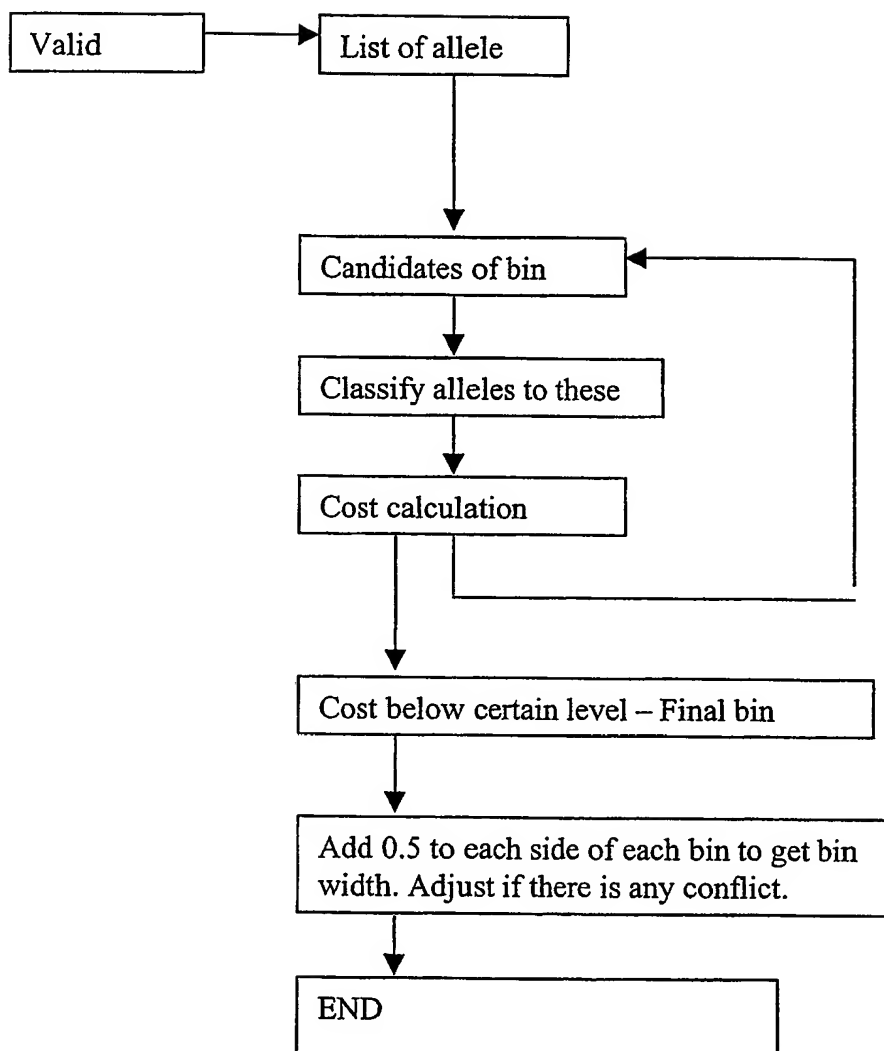 Valid
List of allele
Candidates of bin
Classify alleles to these
Cost calculation
Cost below certain level – Final bin
Add 0.5 to each side of each bin to get bin
width. Adjust if there is any conflict.
END